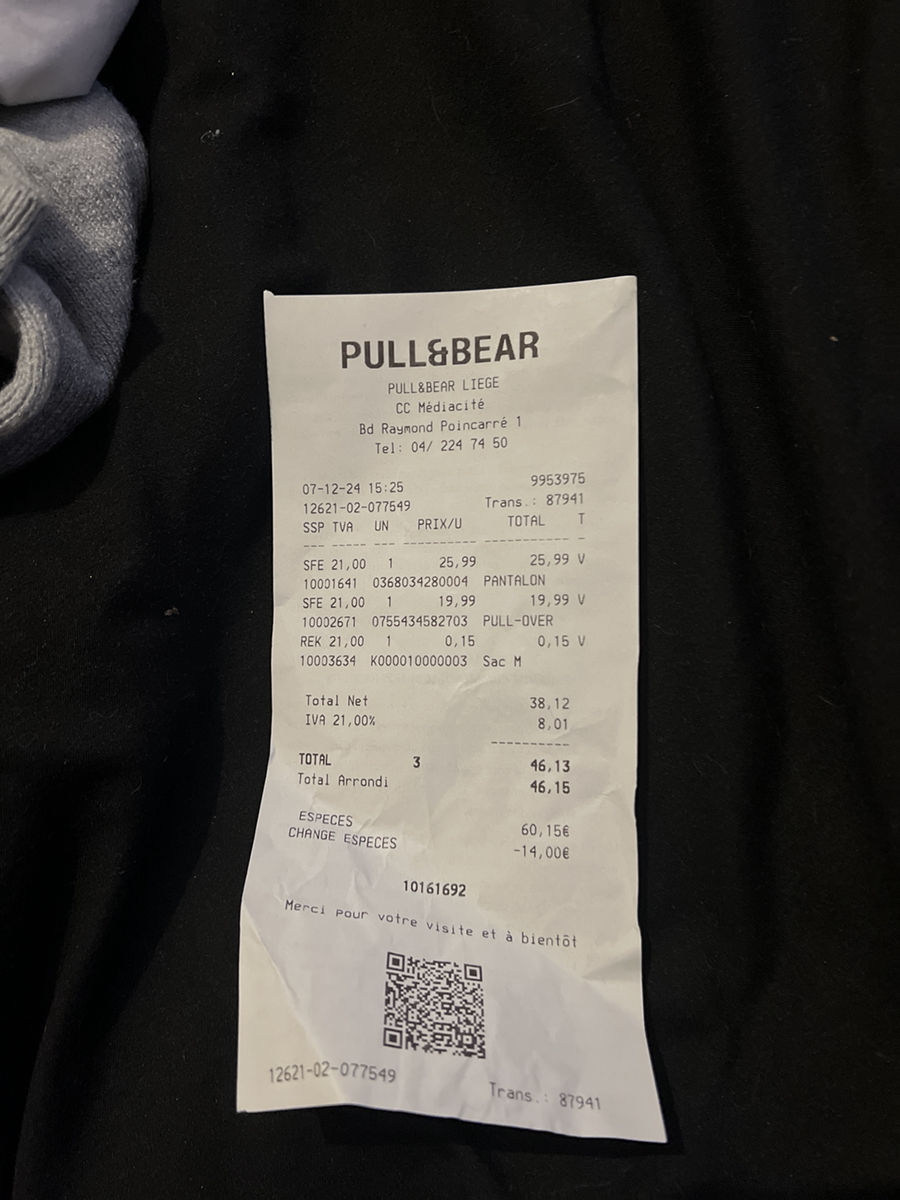 PULL&BEAR
PULL&BEAR LIEGE
CC Médiacité
Bd Raymond Poincarré 1
Tel: 04/ 224 74 50
07-12-24 15:25 9953975
12621-02-077549 Trans.: 87941
SSP TVA UN PRIX/U TOTAL T
--- ----- --- ---------- ----------- -
SFE 21,00 1 25,99 25,99 V
10001641 0368034280004 PANTALON
SFE 21,00 1 19,99 19,99 V
10002671 0755434582703 PULL-OVER
REK 21,00 1 0,15 0,15 V
10003634 K000010000003 Sac M
Total Net 38,12
IVA 21,00% 8,01
----------
TOTAL 3 46,13
Total Arrondi 46,15
ESPECES 60,15€
CHANGE ESPECES -14,00€
10161692
Merci pour votre visite et à bientôt
12621-02-077549 Trans.: 87941